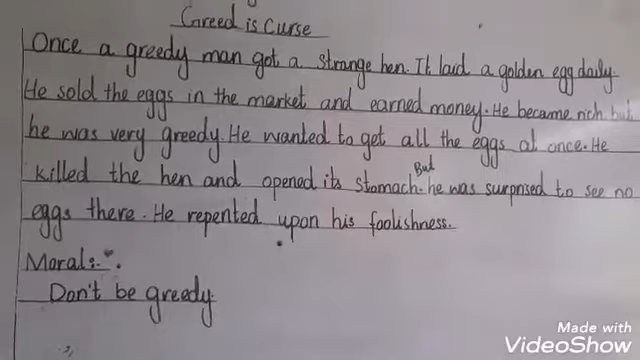 Greed is Curse
Once a greedy man got a strange hen. It laid a golden egg daily.
He sold the eggs in the market and earned money. He became rich but
he was very greedy. He wanted to get all the eggs at once. He
killed the hen and opened its stomach. But he was surprised to see no
eggs there. He repented upon his foolishness.
Moral:
Don't be greedy
Made with
VideoShow